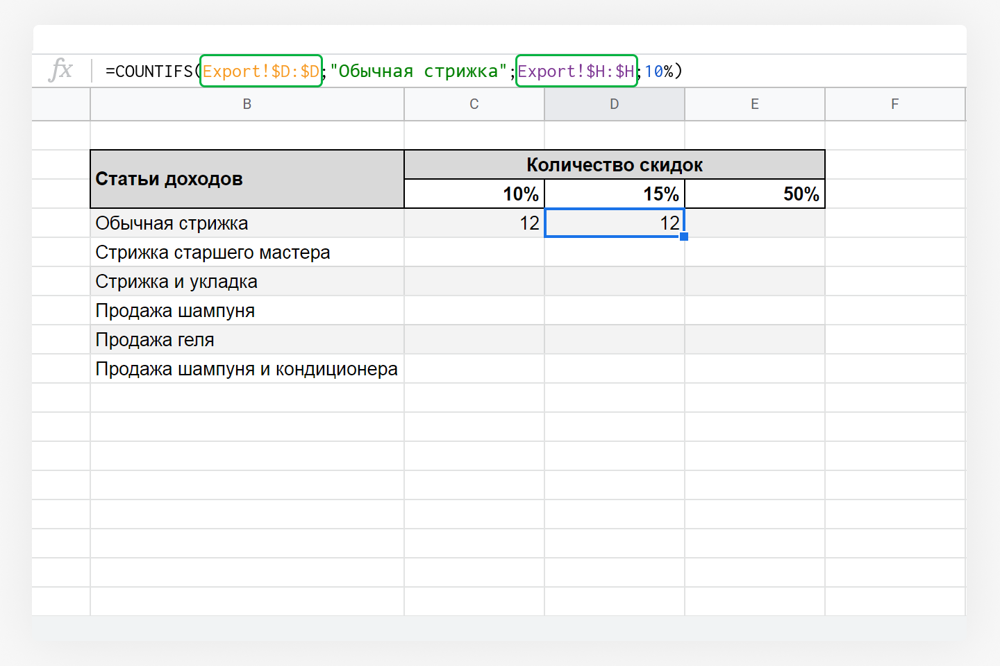 fx =COUNTIFS(Export!$D:$D;"Обычная стрижка";Export!$H:$H;10%)
B C D E F
Статьи доходов
Количество скидок
10% 15% 50%
Обычная стрижка 12 12
Стрижка старшего мастера
Стрижка и укладка
Продажа шампуня
Продажа геля
Продажа шампуня и кондиционера